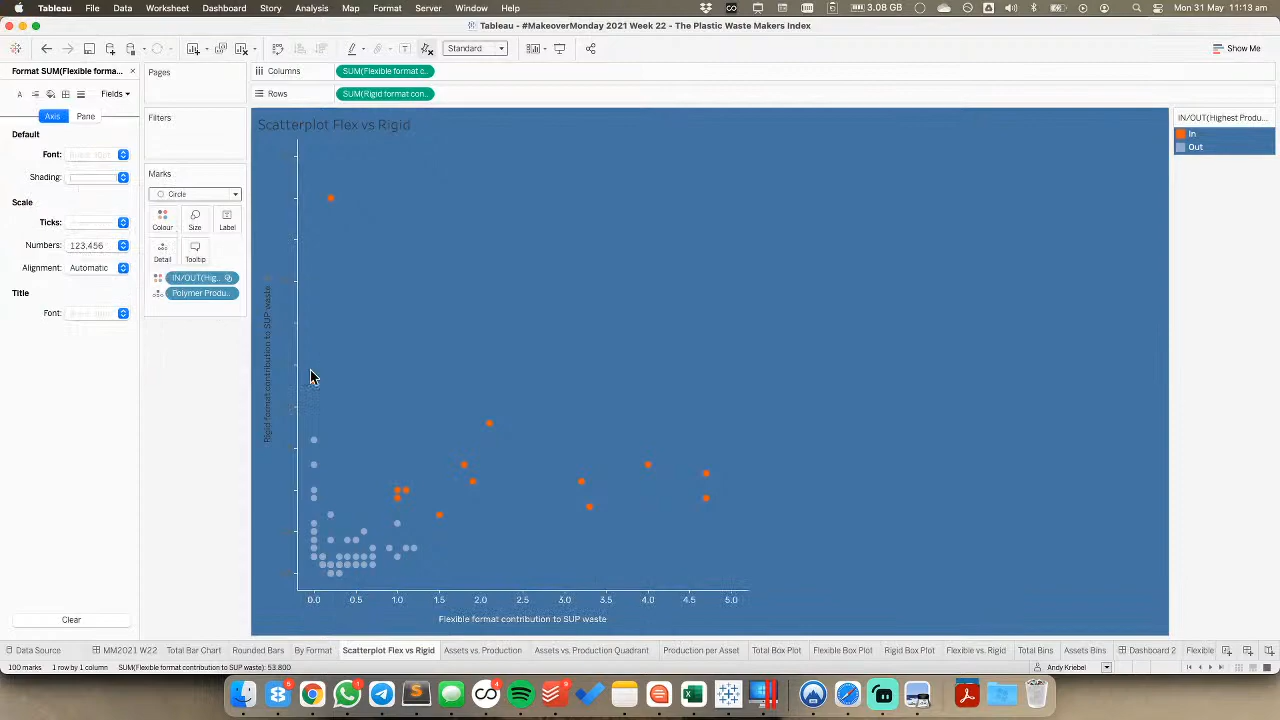 Tableau File Data Worksheet Dashboard Story Analysis Map Format Server Window Help 3.08 GB Mon 31 May 11:13 am
Tableau - #MakeoverMonday 2021 Week 22 - The Plastic Waste Makers Index
Standard Show Me
Format SUM(Flexible forma...
Fields
Axis Pane
Default
Font:
Shading:
Scale
Ticks:
Numbers: 123,456
Alignment: Automatic
Title
Font:
Clear
Pages
Filters
Marks
Circle
Colour Size Label
Detail Tooltip
IN/OUT(Hig..
Polymer Produ..
Columns SUM(Flexible format c..
Rows SUM(Rigid format con..
Scatterplot Flex vs Rigid
Rigid format contribution to SUP waste
0.0 0.5 1.0 1.5 2.0 2.5 3.0 3.5 4.0 4.5 5.0
Flexible format contribution to SUP waste
IN/OUT(Highest Produ...
In
Out
Data Source MM2021 W22 Total Bar Chart Rounded Bars By Format Scatterplot Flex vs Rigid Assets vs. Production Assets vs. Production Quadrant Production per Asset Total Box Plot Flexible Box Plot Rigid Box Plot Flexible vs. Rigid Total Bins Assets Bins Dashboard 2 Flexible
100 marks 1 row by 1 column SUM(Flexible format contribution to SUP waste): 53.800 Andy Kriebel